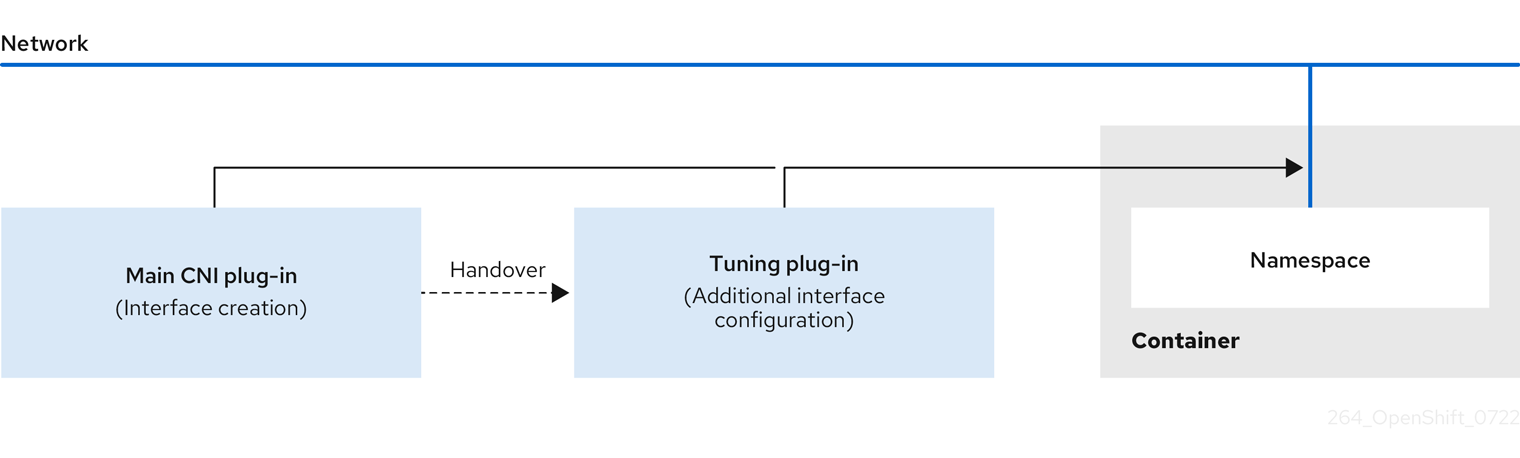 Network
Main CNI plug-in
(Interface creation)
Handover
Tuning plug-in
(Additional interface
configuration)
Namespace
Container
264_OpenShift_0722